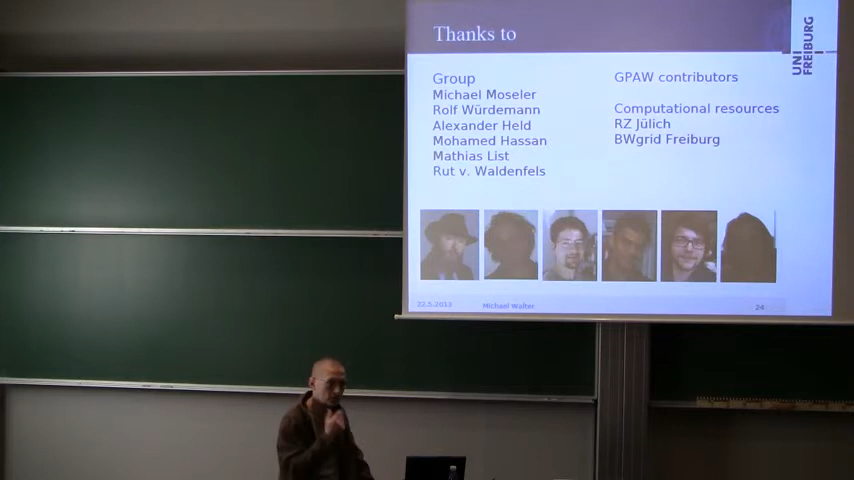 Thanks to
UNI
FREIBURG
Group
Michael Moseler
Rolf Würdemann
Alexander Held
Mohamed Hassan
Mathias List
Rut v. Waldenfels
GPAW contributors
Computational resources
RZ Jülich
BWgrid Freiburg
22.5.2013
Michael Walter
24